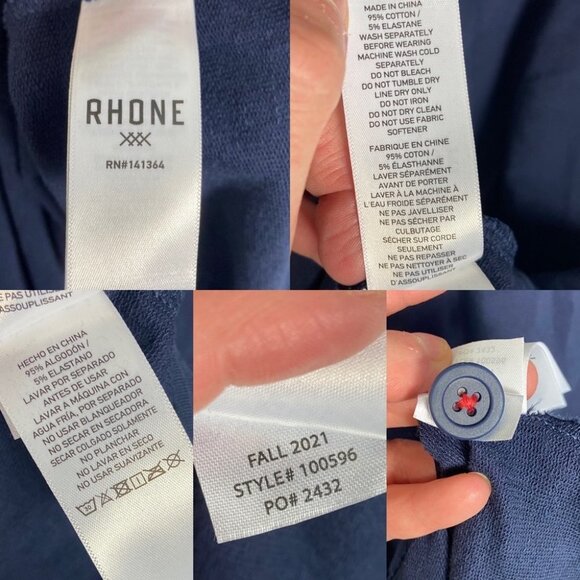 RHONE
RN#141364
MADE IN CHINA
95% COTTON /
5% ELASTANE
WASH SEPARATELY
BEFORE WEARING
MACHINE WASH COLD
SEPARATELY
DO NOT BLEACH
DO NOT TUMBLE DRY
LINE DRY ONLY
DO NOT IRON
DO NOT DRY CLEAN
DO NOT USE FABRIC
SOFTENER
FABRIQUE EN CHINE
95% COTON /
5% ÉLASTHANNE
LAVER SÉPARÉMENT
AVANT DE PORTER
LAVER À LA MACHINE À
L'EAU FROIDE SÉPARÉMENT
NE PAS JAVELLISER
NE PAS SÉCHER PAR
CULBUTAGE
SÉCHER SUR CORDE
SEULEMENT
NE PAS REPASSER
NE PAS NETTOYER À SEC
NE PAS UTILISER
D'ASSOUPLISSANT
NE PAS UTILIS
D'ASSOUPLISSANT
HECHO EN CHINA
95% ALGODÓN /
5% ELASTANO
LAVAR POR SEPARADO
ANTES DE USAR
LAVAR A MÁQUINA CON
AGUA FRÍA, POR SEPARADO
NO USAR BLANQUEADOR
NO SECAR EN SECADORA
SECAR COLGADO SOLAMENTE
NO PLANCHAR
NO LAVAR EN SECO
NO USAR SUAVIZANTE
30
FALL 2021
STYLE# 100596
PO# 2432